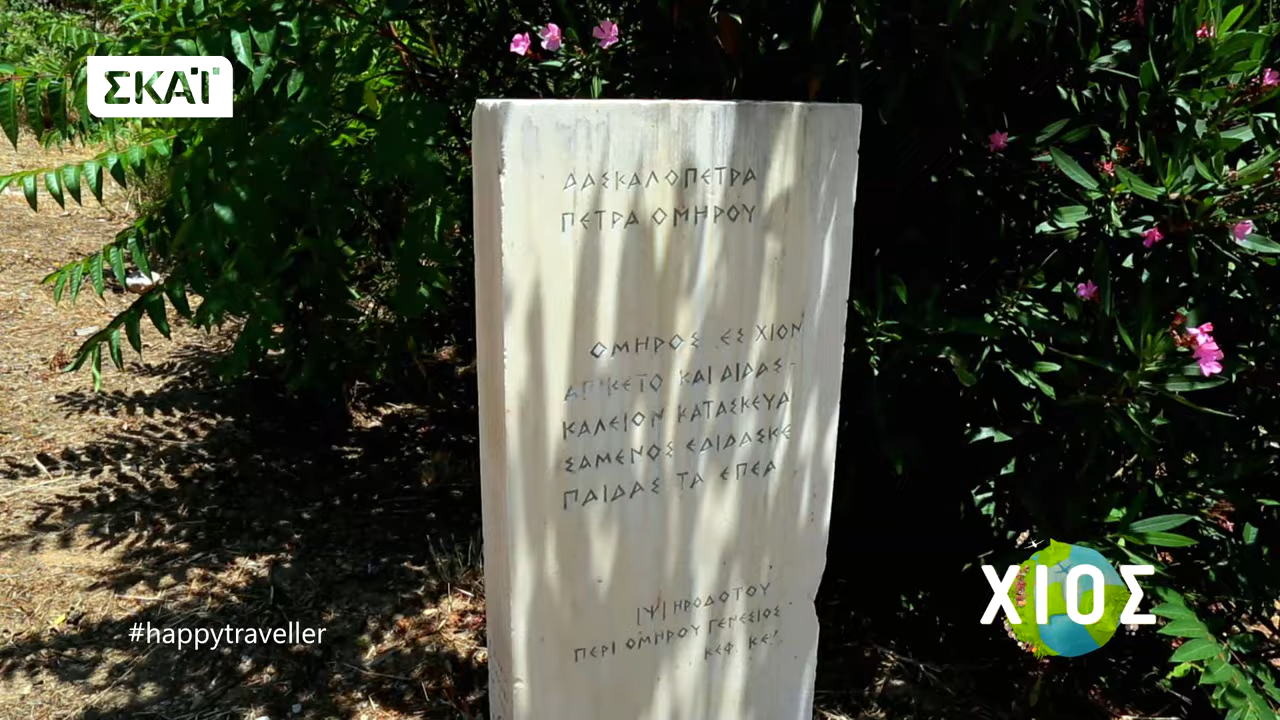 ΣΚΑΪ
ΔΑΣΚΑΛΟΠΕΤΡΑ
ΠΕΤΡΑ ΟΜΗΡΟΥ
ΟΜΗΡΟΣ ΕΣ ΧΙΟΝ
ΑΠΙΚΕΤΟ ΚΑΙ ΔΙΔΑΣ-
ΚΑΛΕΙΟΝ ΚΑΤΑΣΚΕΥΑ
ΣΑΜΕΝΟΣ ΕΔΙΔΑΣΚΕ
ΠΑΙΔΑΣ ΤΑ ΕΠΕΑ
[Ψ] ΗΡΟΔΟΤΟΥ
ΠΕΡΙ ΟΜΗΡΟΥ ΓΕΝΕΣΙΟΣ
ΚΕΦ. ΚΕ'.
#happytraveller
ΧΙΟΣ